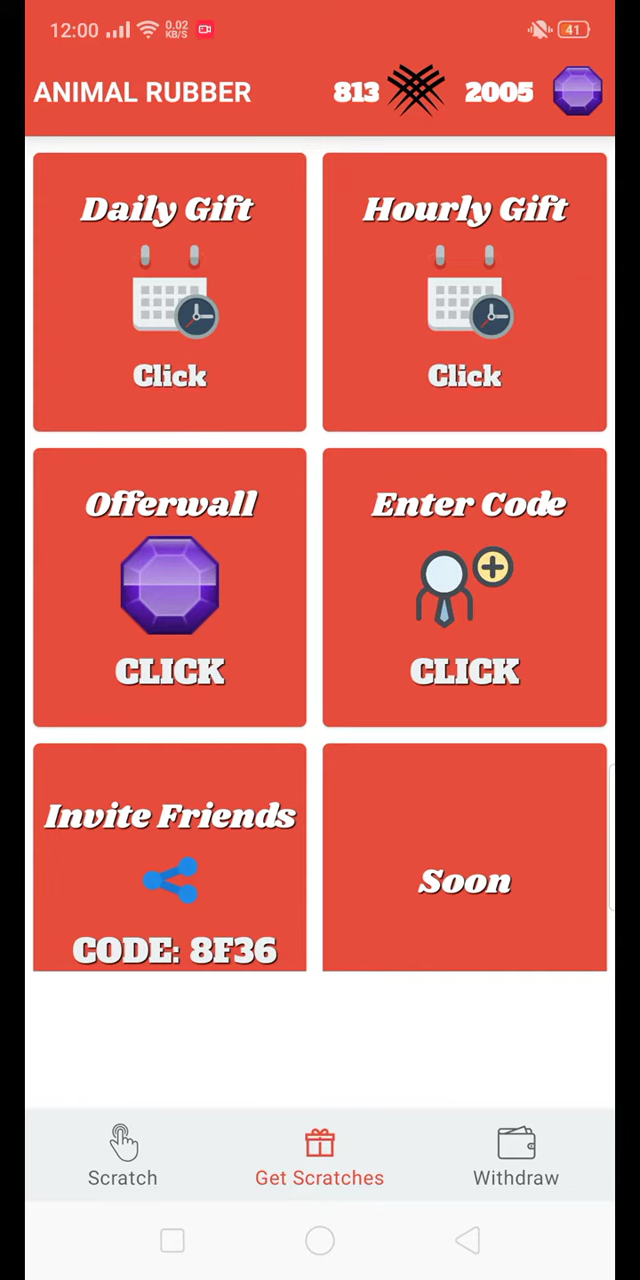 12:00 0.02 KB/S 41
ANIMAL RUBBER 813 2005
Daily Gift
Click
Hourly Gift
Click
Offerwall
CLICK
Enter Code
CLICK
Invite Friends
CODE: 8F36
Soon
Scratch
Get Scratches
Withdraw